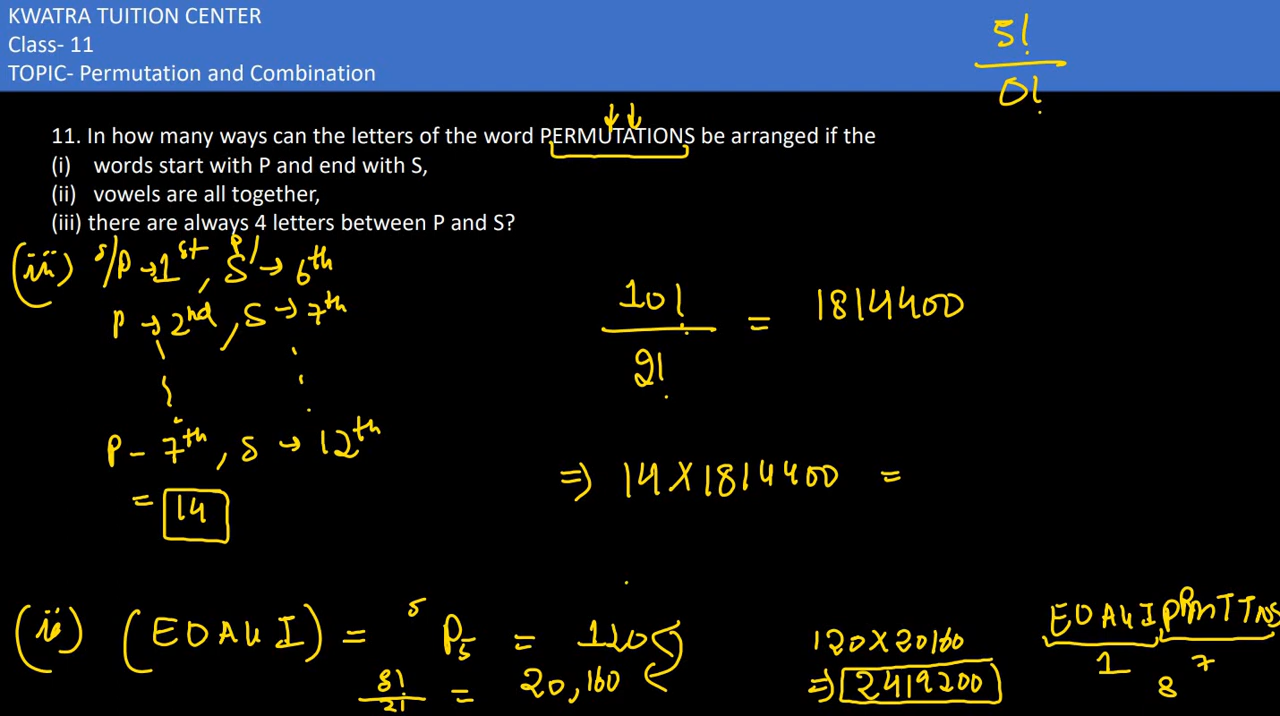 KWATRA TUITION CENTER
Class- 11
TOPIC- Permutation and Combination
5!
0!
11. In how many ways can the letters of the word PERMUTATIONS be arranged if the
(i) words start with P and end with S,
(ii) vowels are all together,
(iii) there are always 4 letters between P and S?
(iii) S/P → 1st, P/S → 6th
P → 2nd, S → 7th
P - 7th, S → 12th
= 14
10!/2! = 1814400
⇒ 14 X 1814400 =
(ii) (EOAUI) = 5P5 = 120
8!/2! = 20,160
120 X 20160
⇒ 2419200
EOAUI PRMTTNS
1 7
8